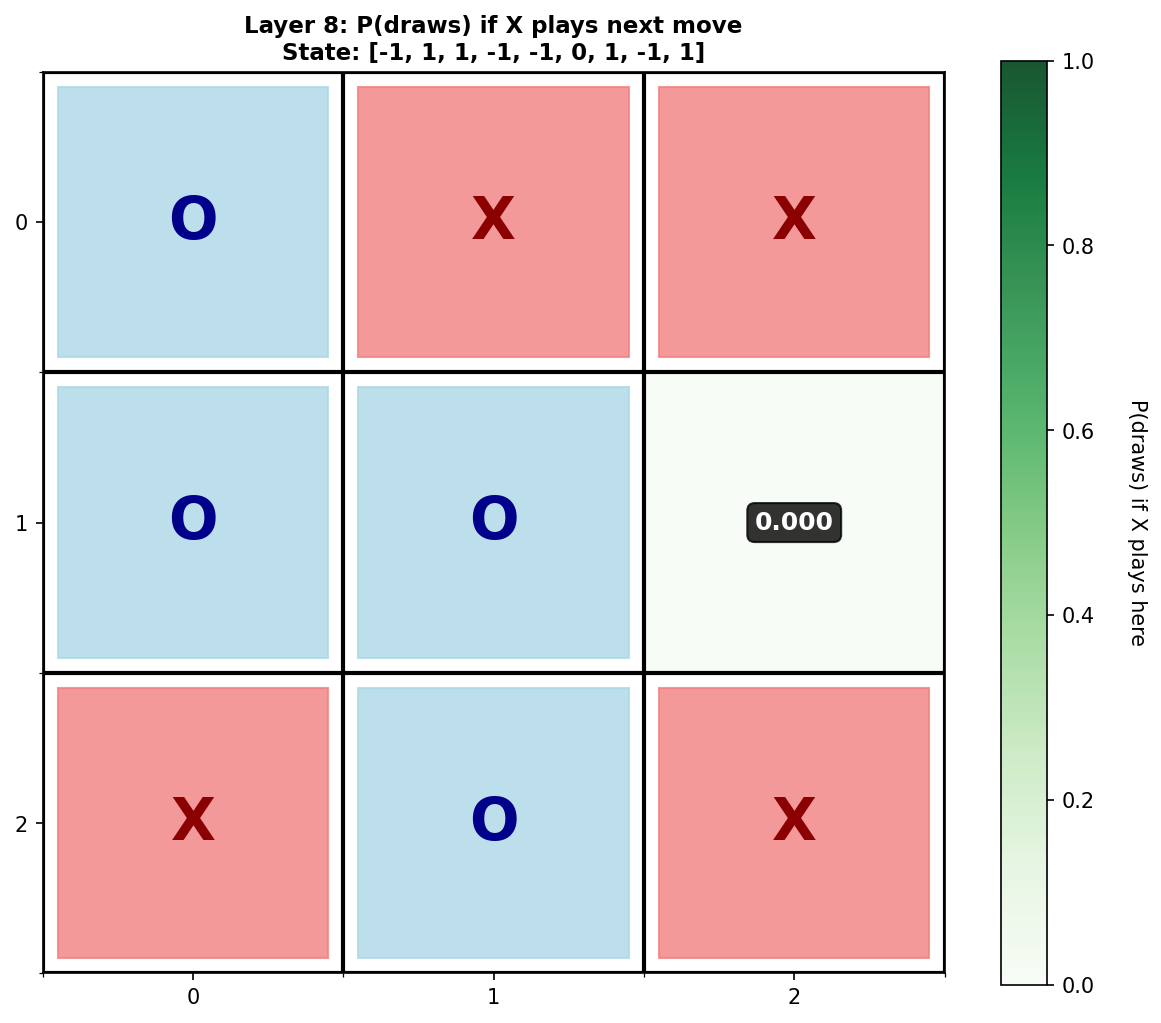 Layer 8: P(draws) if X plays next move
State: [-1, 1, 1, -1, -1, 0, 1, -1, 1]
0 O X X
1 O O 0.000
2 X O X
0 1 2
1.0
0.8
0.6
0.4
0.2
0.0
P(draws) if X plays here